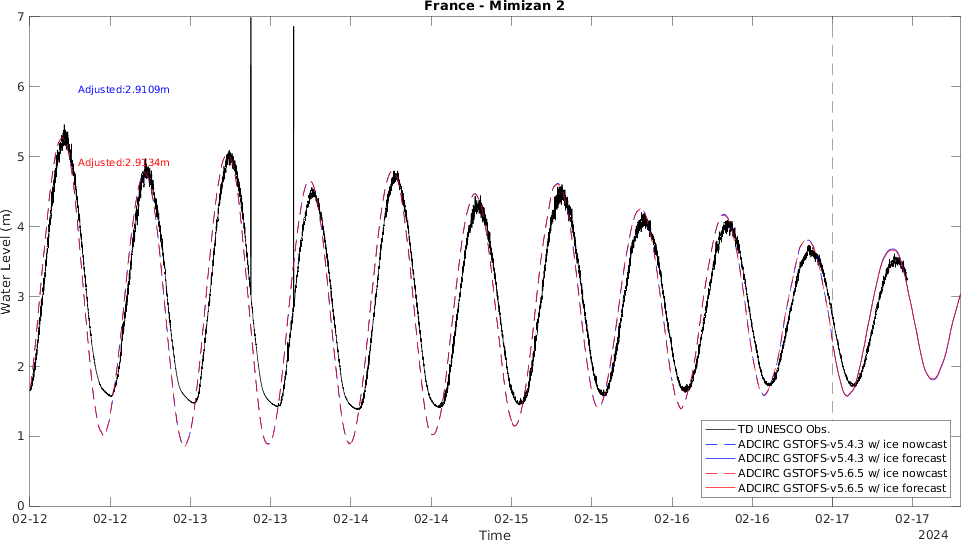 France - Mimizan 2
7
6
5
4
3
2
1
0
Water Level (m)
Adjusted:2.9109m
Adjusted:2.9134m
TD UNESCO Obs.
ADCIRC GSTOFS-v5.4.3 w/ ice nowcast
ADCIRC GSTOFS-v5.4.3 w/ ice forecast
ADCIRC GSTOFS-v5.6.5 w/ ice nowcast
ADCIRC GSTOFS-v5.6.5 w/ ice forecast
02-12 02-12 02-13 02-13 02-14 02-14 02-15 02-15 02-16 02-16 02-17 02-17
Time
2024